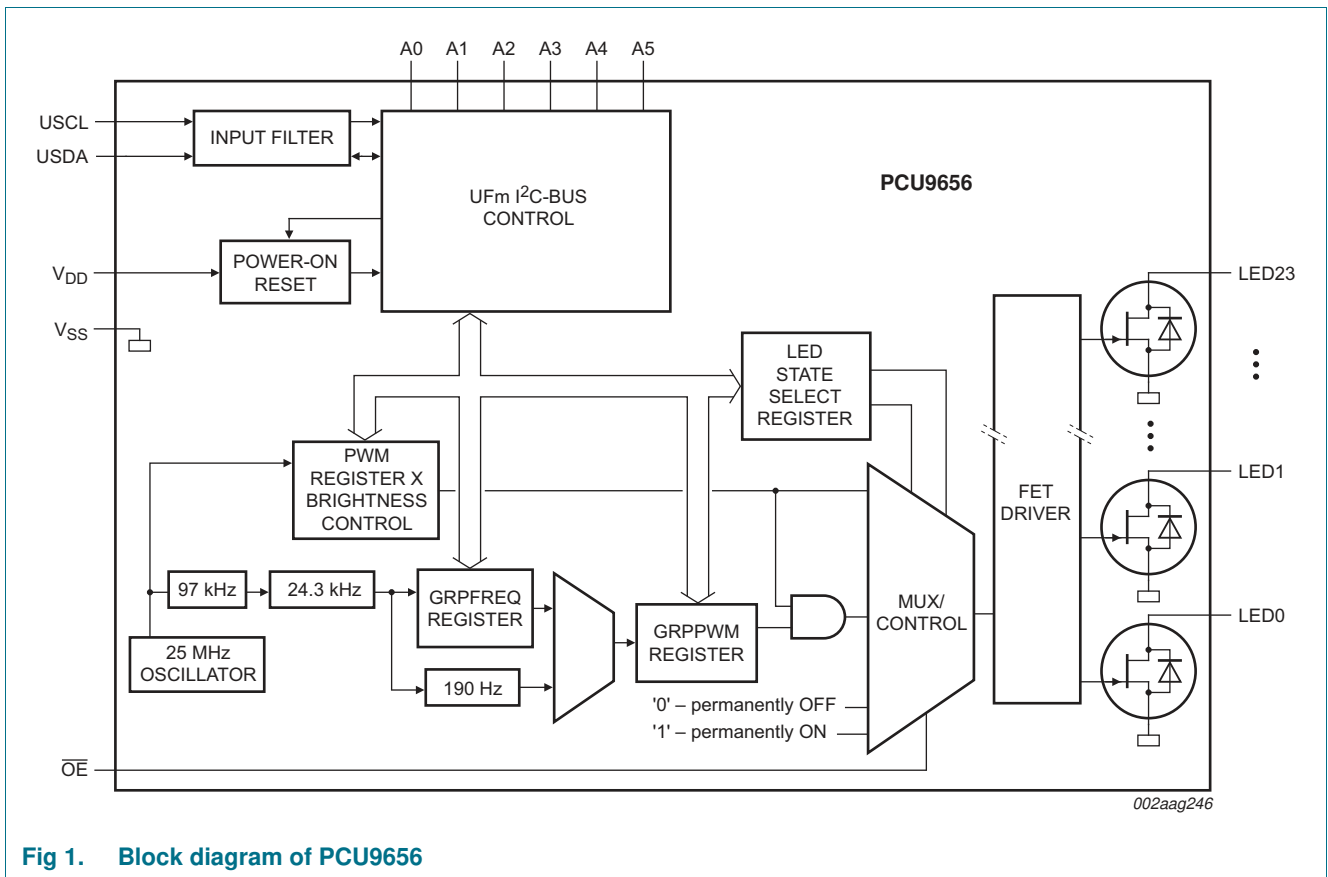 A0 A1 A2 A3 A4 A5
USCL
USDA
INPUT FILTER
UFm I²C-BUS
CONTROL
PCU9656
VDD
POWER-ON
RESET
VSS
LED23
LED
STATE
SELECT
REGISTER
PWM
REGISTER X
BRIGHTNESS
CONTROL
FET
DRIVER
LED1
97 kHz
24.3 kHz
GRPFREQ
REGISTER
GRPPWM
REGISTER
MUX/
CONTROL
LED0
25 MHz
OSCILLATOR
190 Hz
'0' – permanently OFF
'1' – permanently ON
OE
002aag246
Fig 1. Block diagram of PCU9656